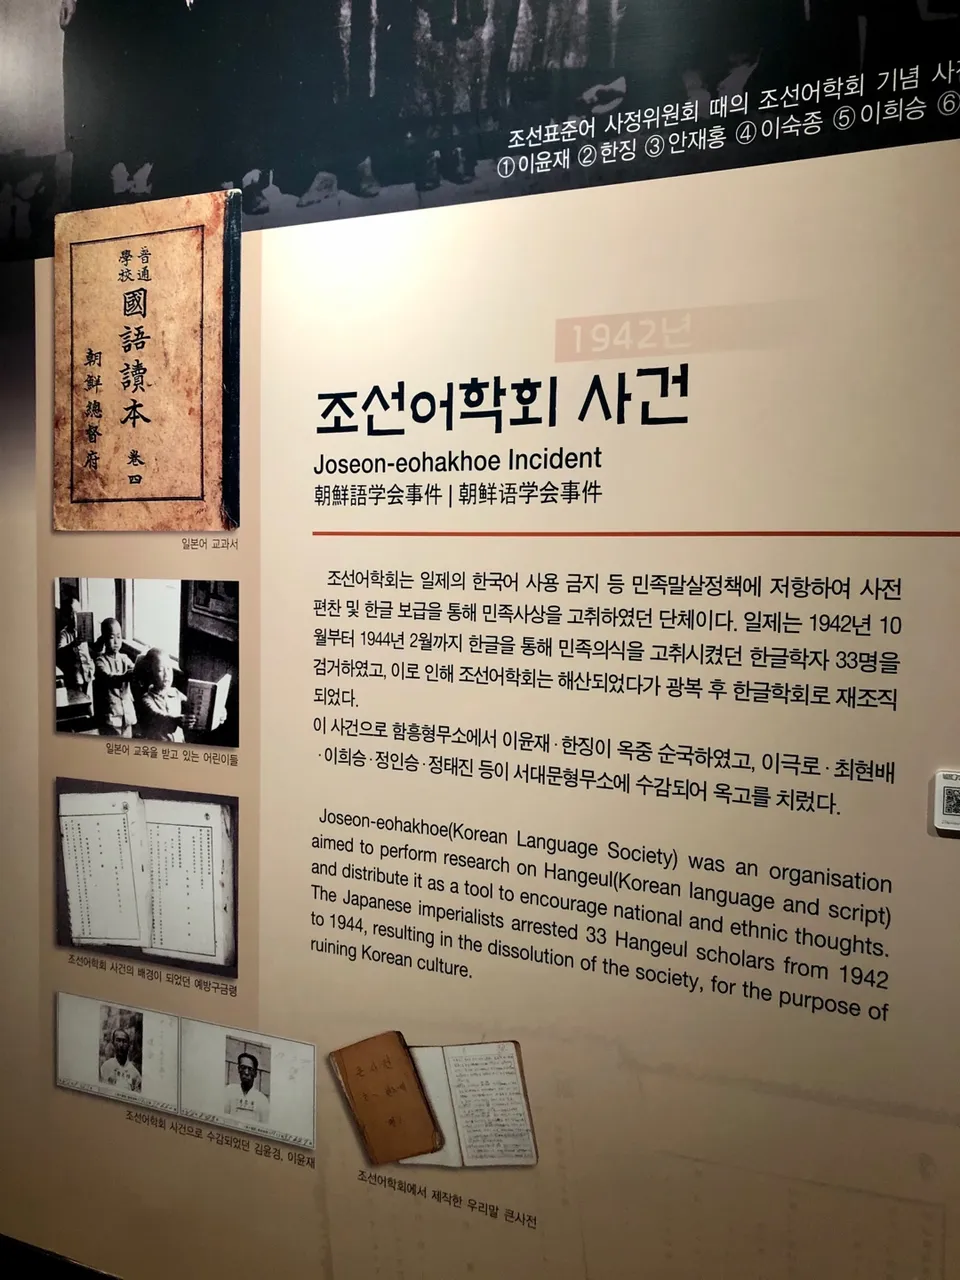 조선표준어 사정위원회 때의 조선어학회 기념 사
①이윤재 ②한징 ③안재홍 ④이숙종 ⑤이희승 ⑥
普通
學校
國語讀本 卷四
朝鮮總督府
일본어 교과서
일본어 교육을 받고 있는 어린이들
조선어학회 사건의 배경이 되었던 예방구금령
조선어학회 사건으로 수감되었던 김윤경, 이윤재
조선어학회에서 제작한 우리말 큰사전
1942년
조선어학회 사건
Joseon-eohakhoe Incident
朝鮮語学会事件 | 朝鲜语学会事件
조선어학회는 일제의 한국어 사용 금지 등 민족말살정책에 저항하여 사전
편찬 및 한글 보급을 통해 민족사상을 고취하였던 단체이다. 일제는 1942년 10
월부터 1944년 2월까지 한글을 통해 민족의식을 고취시켰던 한글학자 33명을
검거하였고, 이로 인해 조선어학회는 해산되었다가 광복 후 한글학회로 재조직
되었다.
이 사건으로 함흥형무소에서 이윤재 · 한징이 옥중 순국하였고, 이극로 · 최현배
· 이희승 · 정인승 · 정태진 등이 서대문형무소에 수감되어 옥고를 치렀다.
Joseon-eohakhoe(Korean Language Society) was an organisation
aimed to perform research on Hangeul(Korean language and script)
and distribute it as a tool to encourage national and ethnic thoughts.
The Japanese imperialists arrested 33 Hangeul scholars from 1942
to 1944, resulting in the dissolution of the society, for the purpose of
ruining Korean culture.